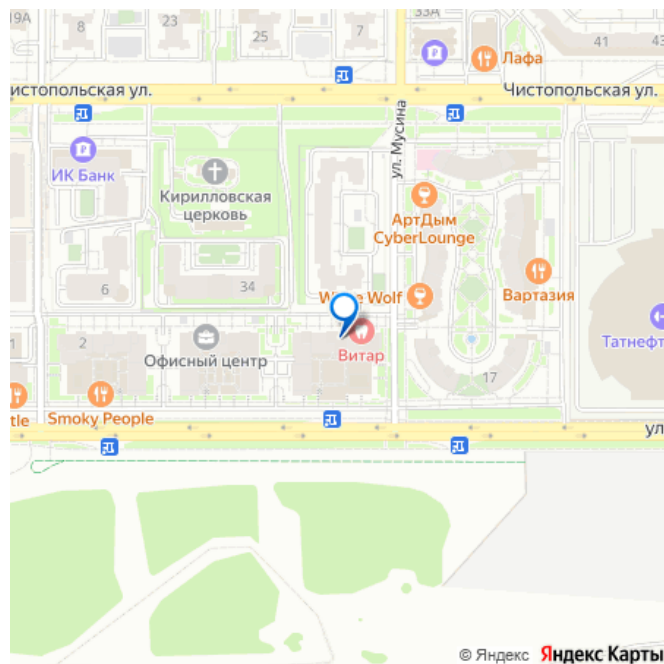 19А
8
23
25
7
33А
Лафа
41
43
Чистопольская ул.
Чистопольская ул.
ИК Банк
Кирилловская
церковь
ул. Мусина
АртДым
CyberLounge
6
34
Wolf
Вартазия
Татнефт
2
Офисный центр
Витар
17
tle
Smoky People
ул
© Яндекс Яндекс Карты